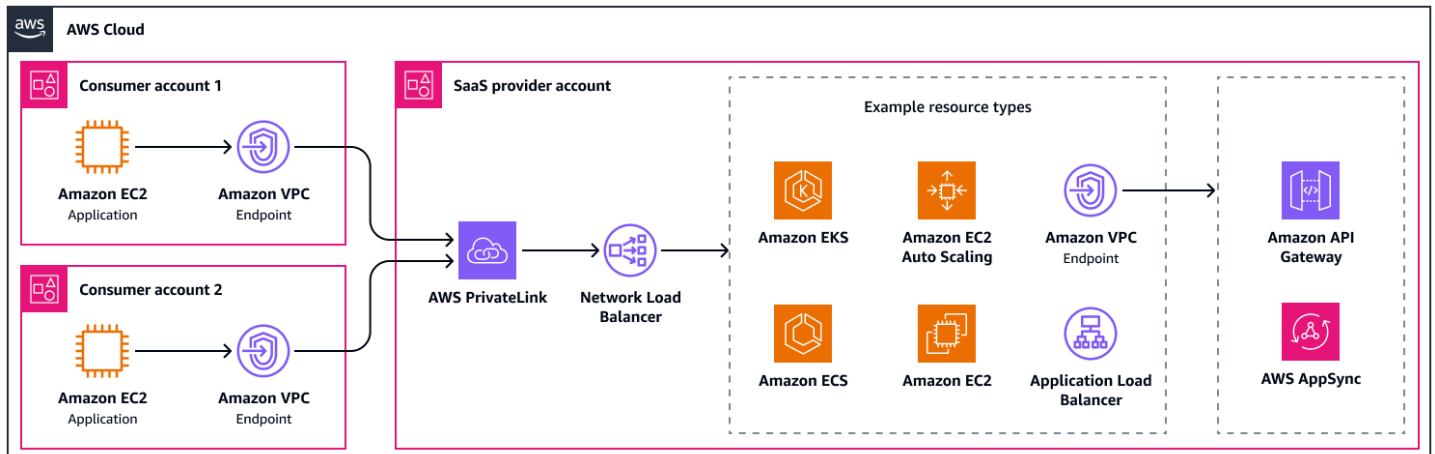 aws
AWS Cloud
Consumer account 1
Amazon EC2
Application
Amazon VPC
Endpoint
Consumer account 2
Amazon EC2
Application
Amazon VPC
Endpoint
SaaS provider account
AWS PrivateLink
Network Load
Balancer
Example resource types
K
Amazon EKS
Amazon EC2
Auto Scaling
Amazon VPC
Endpoint
Amazon ECS
Amazon EC2
Application Load
Balancer
</>
Amazon API
Gateway
AWS AppSync